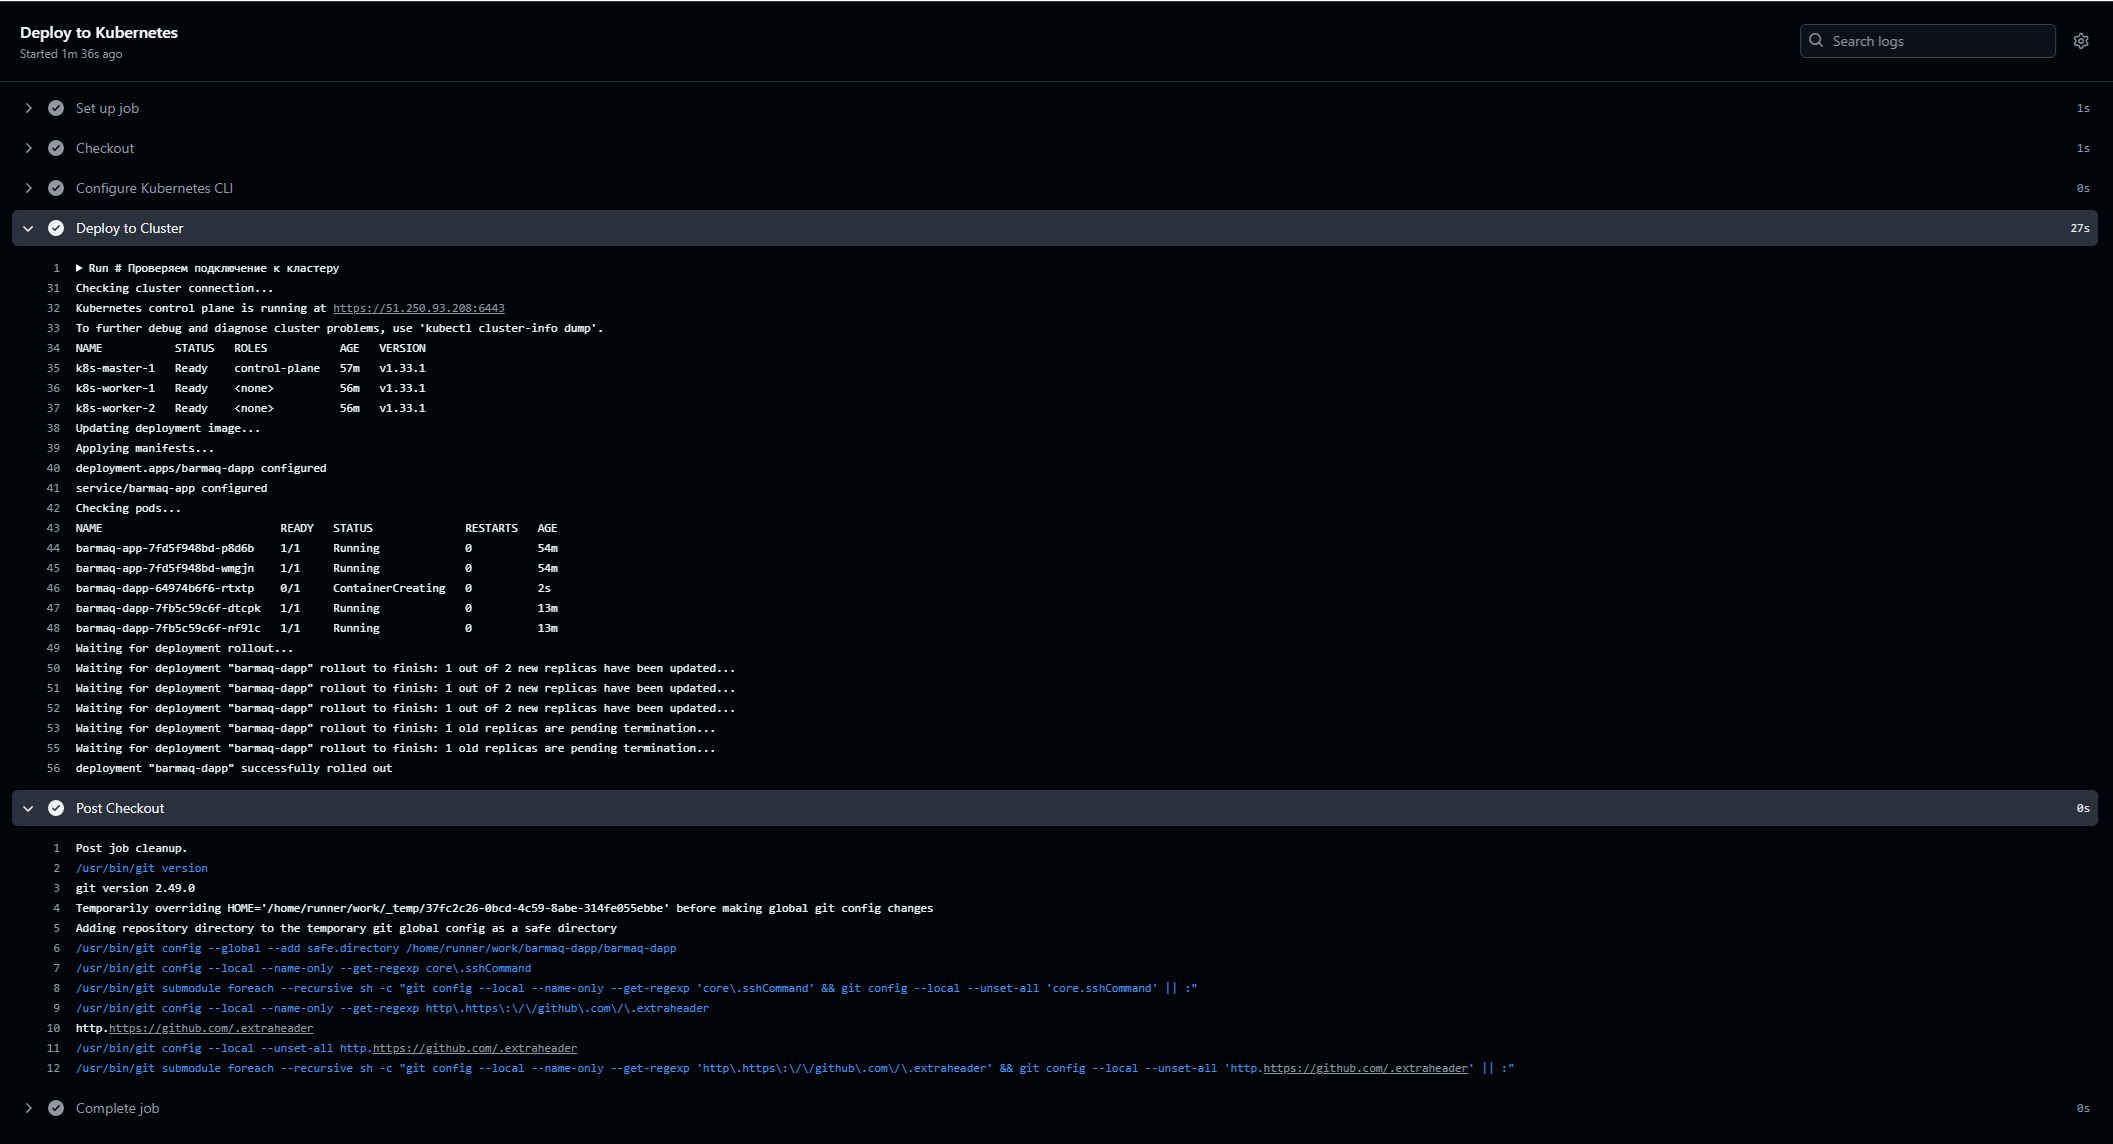 Deploy to Kubernetes
Started 1m 36s ago
Search logs
Set up job 1s
Checkout 1s
Configure Kubernetes CLI 0s
Deploy to Cluster 27s
1 Run # Проверяем подключение к кластеру
31 Checking cluster connection...
32 Kubernetes control plane is running at https://51.250.93.208:6443
33 To further debug and diagnose cluster problems, use 'kubectl cluster-info dump'.
34 NAME STATUS ROLES AGE VERSION
35 k8s-master-1 Ready control-plane 57m v1.33.1
36 k8s-worker-1 Ready <none> 56m v1.33.1
37 k8s-worker-2 Ready <none> 56m v1.33.1
38 Updating deployment image...
39 Applying manifests...
40 deployment.apps/barmaq-dapp configured
41 service/barmaq-app configured
42 Checking pods...
43 NAME READY STATUS RESTARTS AGE
44 barmaq-app-7fd5f948bd-p8d6b 1/1 Running 0 54m
45 barmaq-app-7fd5f948bd-wmgjn 1/1 Running 0 54m
46 barmaq-dapp-64974b6f6-rtxtp 0/1 ContainerCreating 0 2s
47 barmaq-dapp-7fb5c59c6f-dtcpk 1/1 Running 0 13m
48 barmaq-dapp-7fb5c59c6f-nf9lc 1/1 Running 0 13m
49 Waiting for deployment rollout...
50 Waiting for deployment "barmaq-dapp" rollout to finish: 1 out of 2 new replicas have been updated...
51 Waiting for deployment "barmaq-dapp" rollout to finish: 1 out of 2 new replicas have been updated...
52 Waiting for deployment "barmaq-dapp" rollout to finish: 1 out of 2 new replicas have been updated...
53 Waiting for deployment "barmaq-dapp" rollout to finish: 1 old replicas are pending termination...
55 Waiting for deployment "barmaq-dapp" rollout to finish: 1 old replicas are pending termination...
56 deployment "barmaq-dapp" successfully rolled out
Post Checkout 0s
1 Post job cleanup.
2 /usr/bin/git version
3 git version 2.49.0
4 Temporarily overriding HOME='/home/runner/work/_temp/37fc2c26-0bcd-4c59-8abe-314fe055ebbe' before making global git config changes
5 Adding repository directory to the temporary git global config as a safe directory
6 /usr/bin/git config --global --add safe.directory /home/runner/work/barmaq-dapp/barmaq-dapp
7 /usr/bin/git config --local --name-only --get-regexp core\.sshCommand
8 /usr/bin/git submodule foreach --recursive sh -c "git config --local --name-only --get-regexp 'core\.sshCommand' && git config --local --unset-all 'core.sshCommand' || :"
9 /usr/bin/git config --local --name-only --get-regexp http\.https\:\/\/github\.com\/\.extraheader
10 http.https://github.com/.extraheader
11 /usr/bin/git config --local --unset-all http.https://github.com/.extraheader
12 /usr/bin/git submodule foreach --recursive sh -c "git config --local --name-only --get-regexp 'http\.https\:\/\/github\.com\/\.extraheader' && git config --local --unset-all 'http.https://github.com/.extraheader' || :"
Complete job 0s